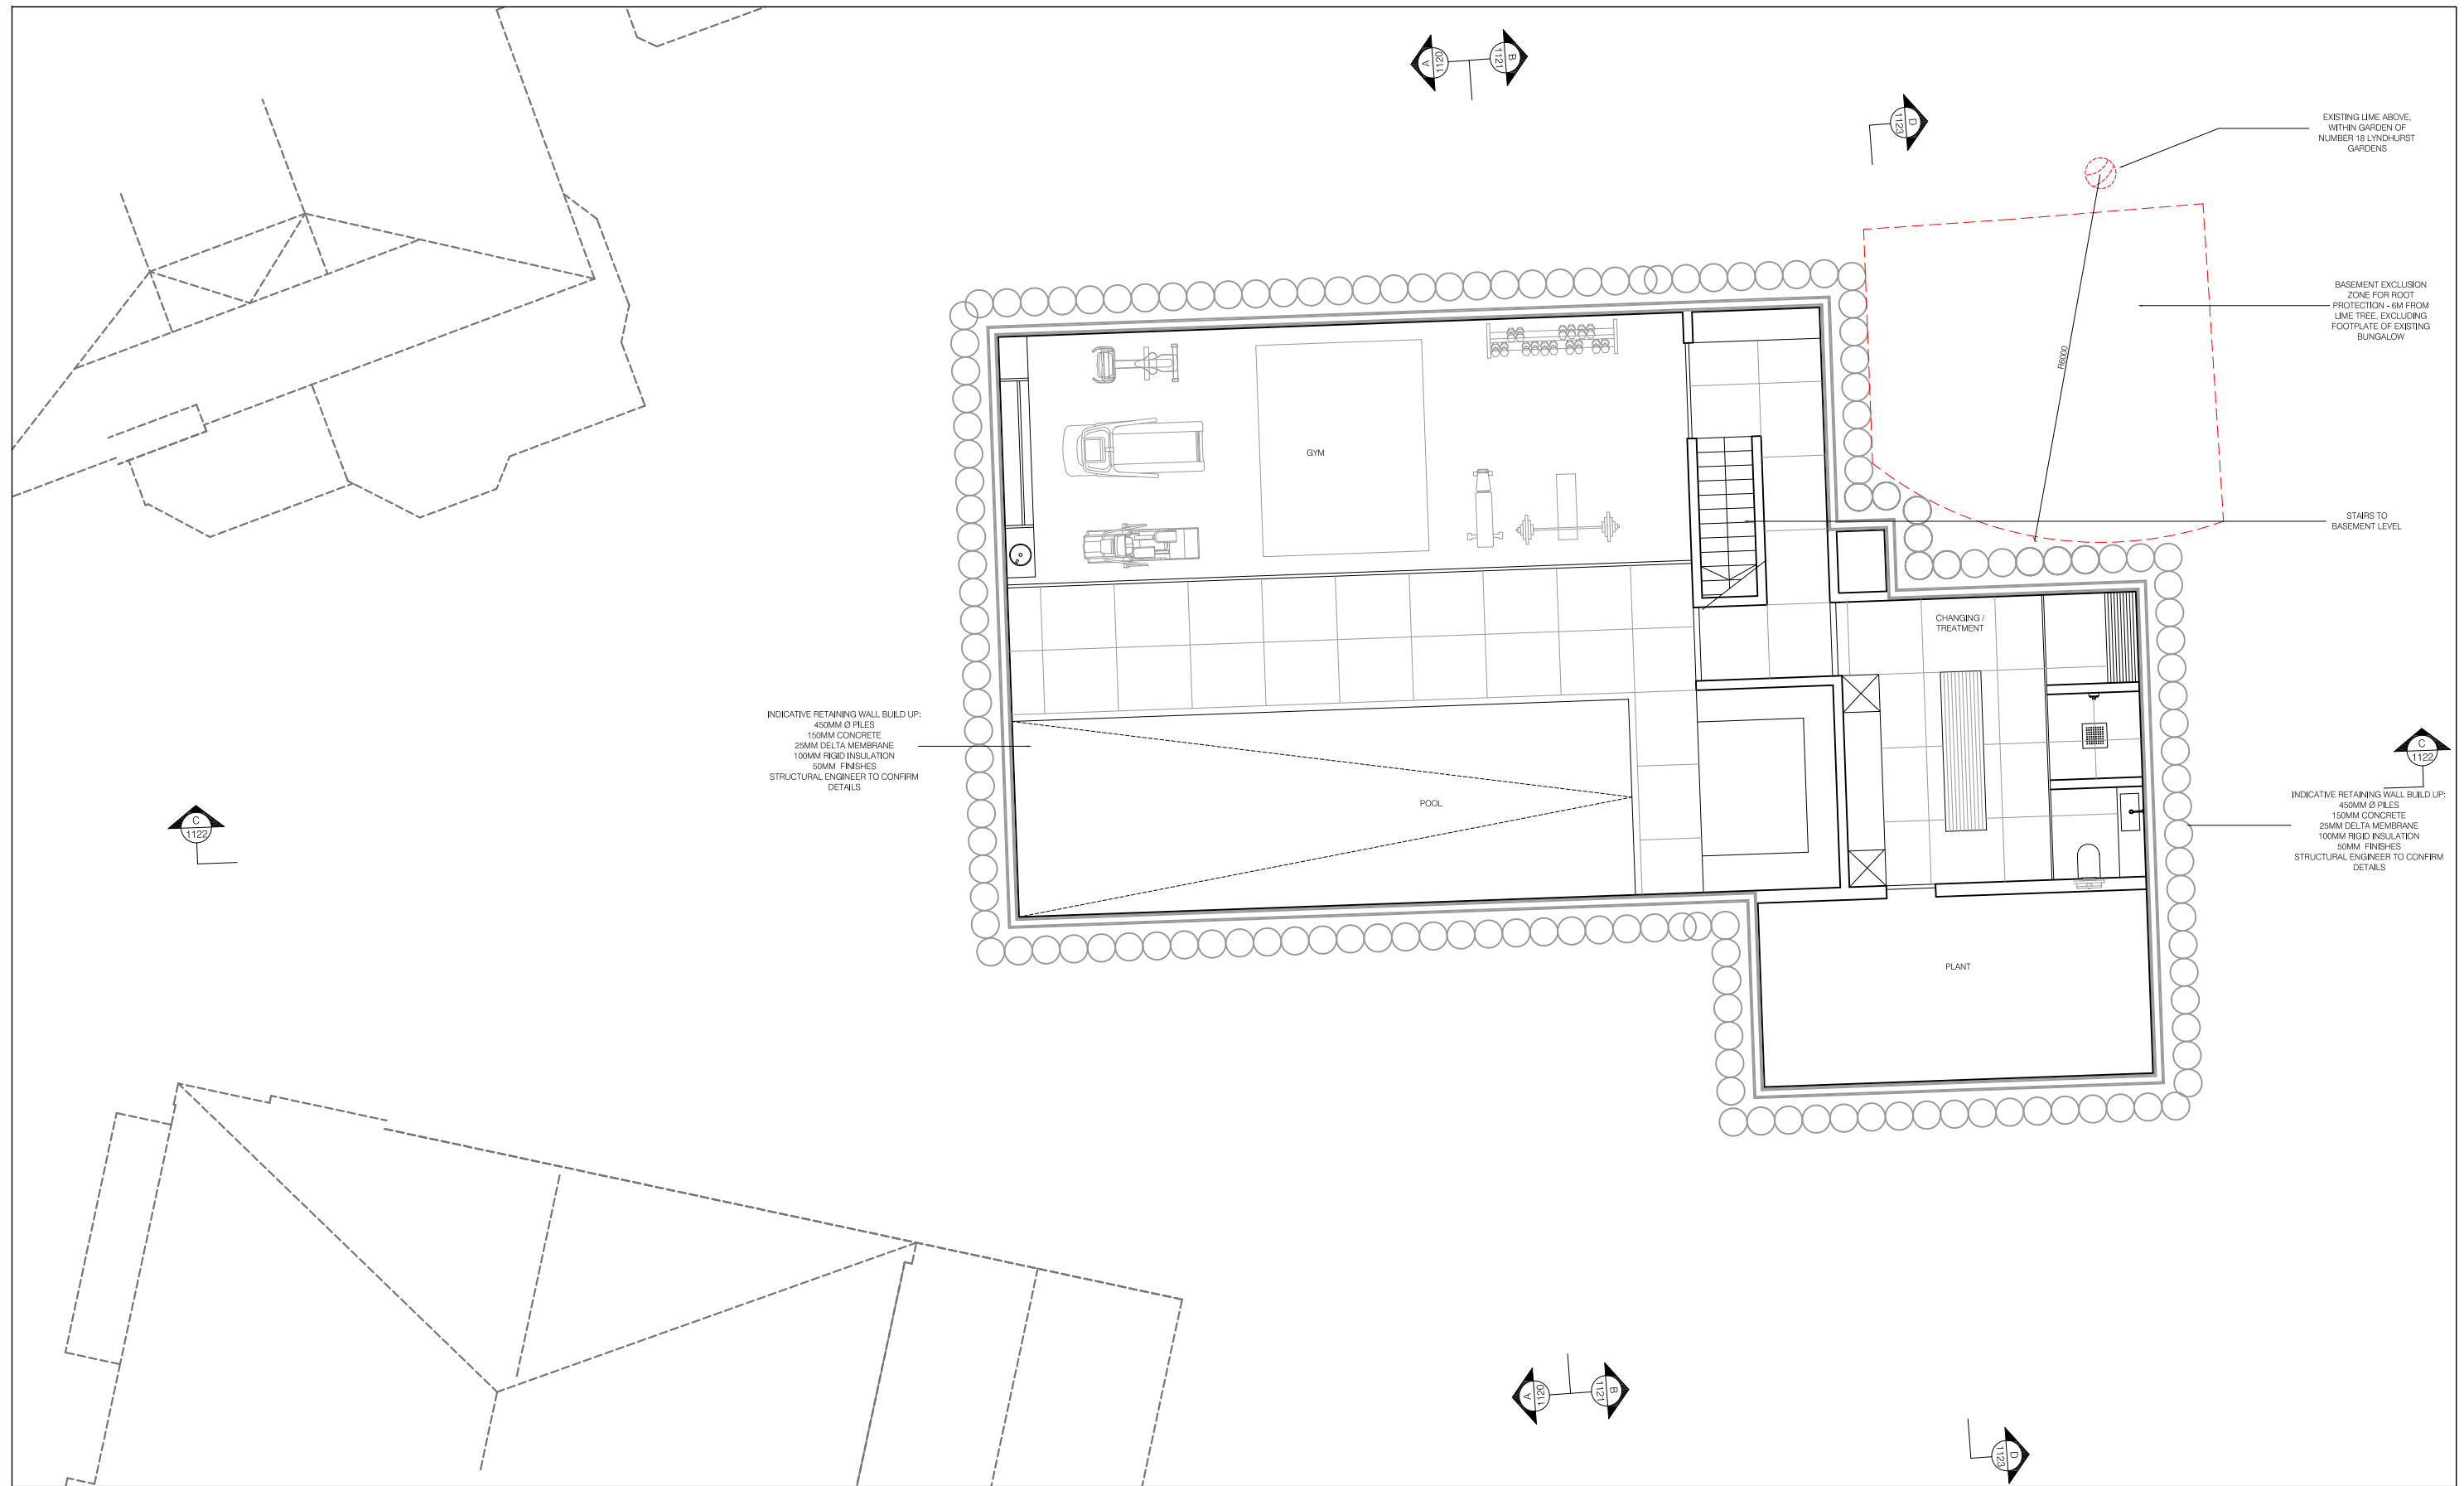 A
1120
B
1121
D
1123
EXISTING LIME ABOVE,
WITHIN GARDEN OF
NUMBER 18 LYNDHURST
GARDENS
BASEMENT EXCLUSION
ZONE FOR ROOT
PROTECTION - 6M FROM
LIME TREE, EXCLUDING
FOOTPLATE OF EXISTING
BUNGALOW
R6000
GYM
STAIRS TO
BASEMENT LEVEL
CHANGING /
TREATMENT
INDICATIVE RETAINING WALL BUILD UP:
450MM Ø PILES
150MM CONCRETE
25MM DELTA MEMBRANE
100MM RIGID INSULATION
50MM FINISHES
STRUCTURAL ENGINEER TO CONFIRM
DETAILS
POOL
C
1122
C
1122
INDICATIVE RETAINING WALL BUILD UP:
450MM Ø PILES
150MM CONCRETE
25MM DELTA MEMBRANE
100MM RIGID INSULATION
50MM FINISHES
STRUCTURAL ENGINEER TO CONFIRM
DETAILS
PLANT
A
1120
B
1121
D
1123